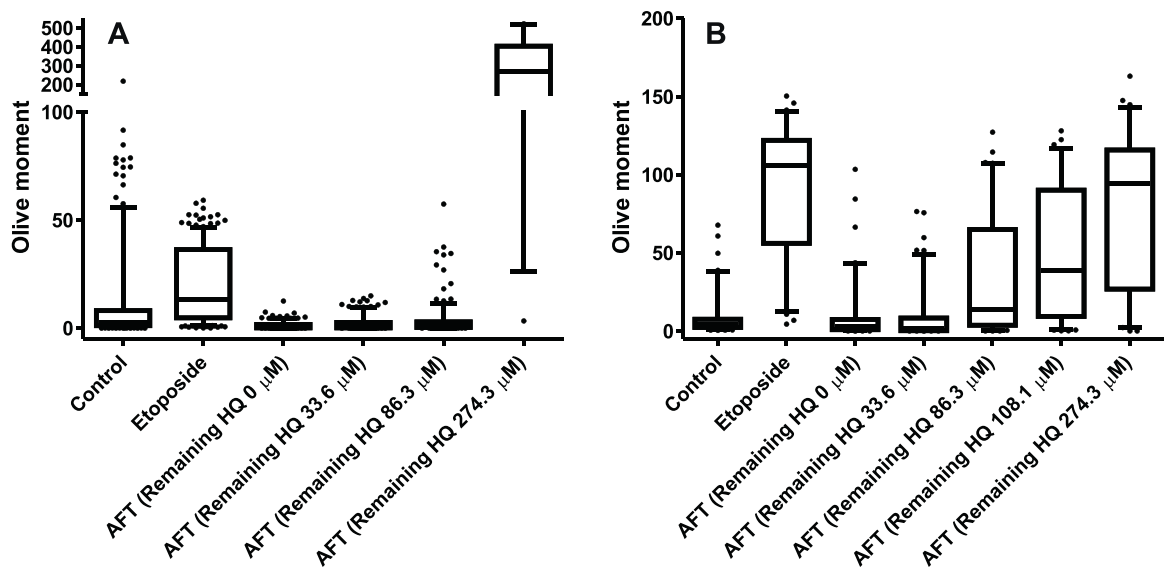 A
Olive moment
500
400
300
200
100
50
0
Control
Etoposide
AFT (Remaining HQ 0 μM)
AFT (Remaining HQ 33.6 μM)
AFT (Remaining HQ 86.3 μM)
AFT (Remaining HQ 274.3 μM)
B
Olive moment
200
150
100
50
0
Control
Etoposide
AFT (Remaining HQ 0 μM)
AFT (Remaining HQ 33.6 μM)
AFT (Remaining HQ 86.3 μM)
AFT (Remaining HQ 108.1 μM)
AFT (Remaining HQ 274.3 μM)